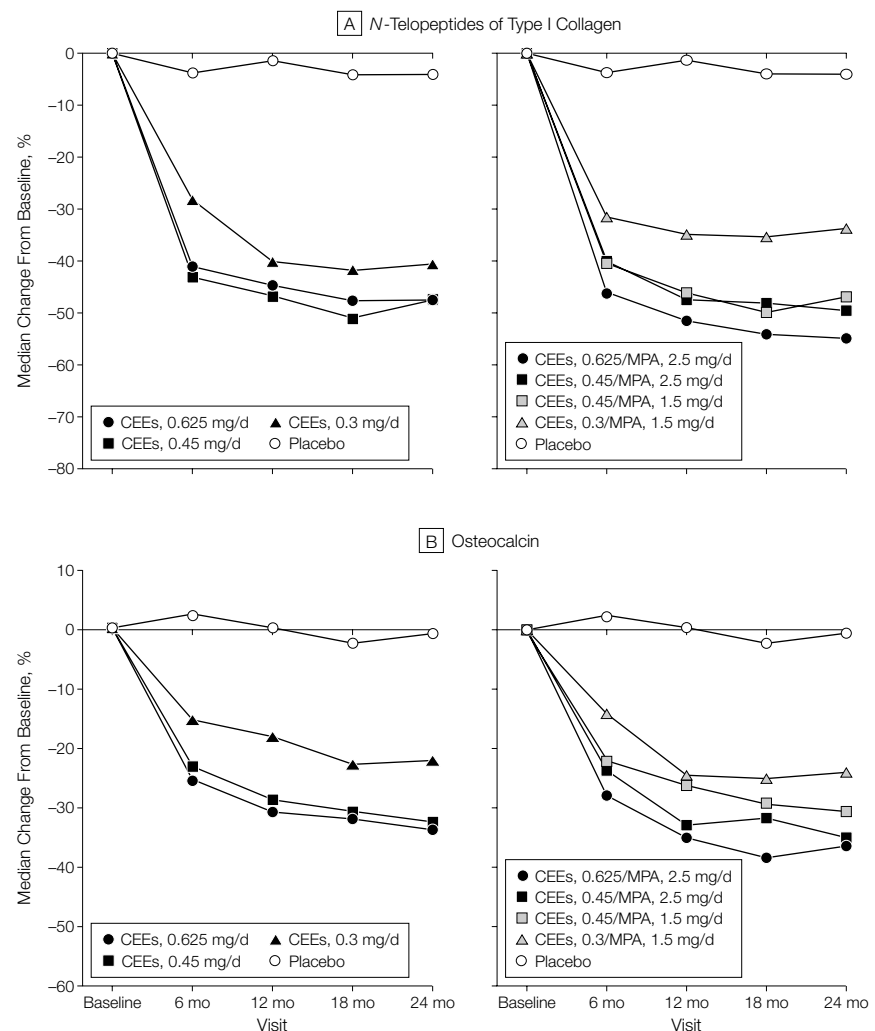 A N-Telopeptides of Type I Collagen
Median Change From Baseline, %
0
–10
–20
–30
–40
–50
–60
–70
–80
CEEs, 0.625 mg/d
CEEs, 0.3 mg/d
CEEs, 0.45 mg/d
Placebo
CEEs, 0.625/MPA, 2.5 mg/d
CEEs, 0.45/MPA, 2.5 mg/d
CEEs, 0.45/MPA, 1.5 mg/d
CEEs, 0.3/MPA, 1.5 mg/d
Placebo
B Osteocalcin
Median Change From Baseline, %
10
0
–10
–20
–30
–40
–50
–60
CEEs, 0.625 mg/d
CEEs, 0.3 mg/d
CEEs, 0.45 mg/d
Placebo
Baseline 6 mo 12 mo 18 mo 24 mo
Visit
CEEs, 0.625/MPA, 2.5 mg/d
CEEs, 0.45/MPA, 2.5 mg/d
CEEs, 0.45/MPA, 1.5 mg/d
CEEs, 0.3/MPA, 1.5 mg/d
Placebo
Baseline 6 mo 12 mo 18 mo 24 mo
Visit